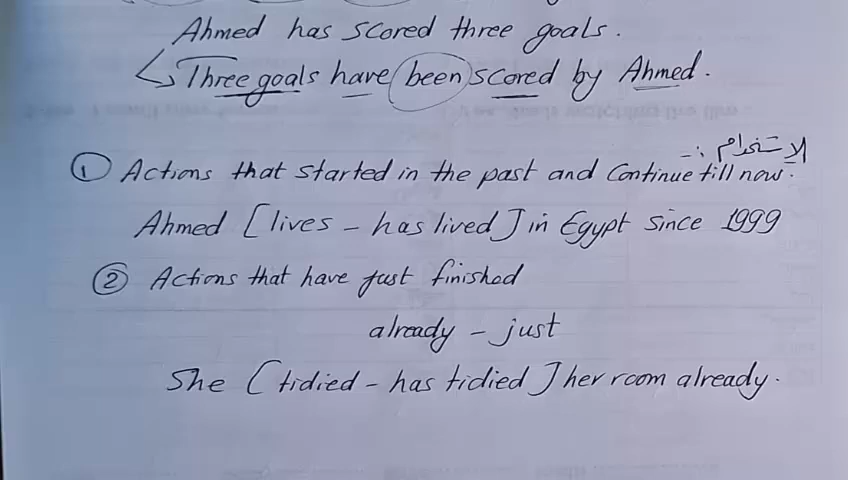 Ahmed has scored three goals.
Three goals have been scored by Ahmed.
الاستخدام :-
① Actions that started in the past and Continue till now.
Ahmed [lives - has lived] in Egypt since 1999
② Actions that have just finished
already - just
She [tidied - has tidied] her room already.